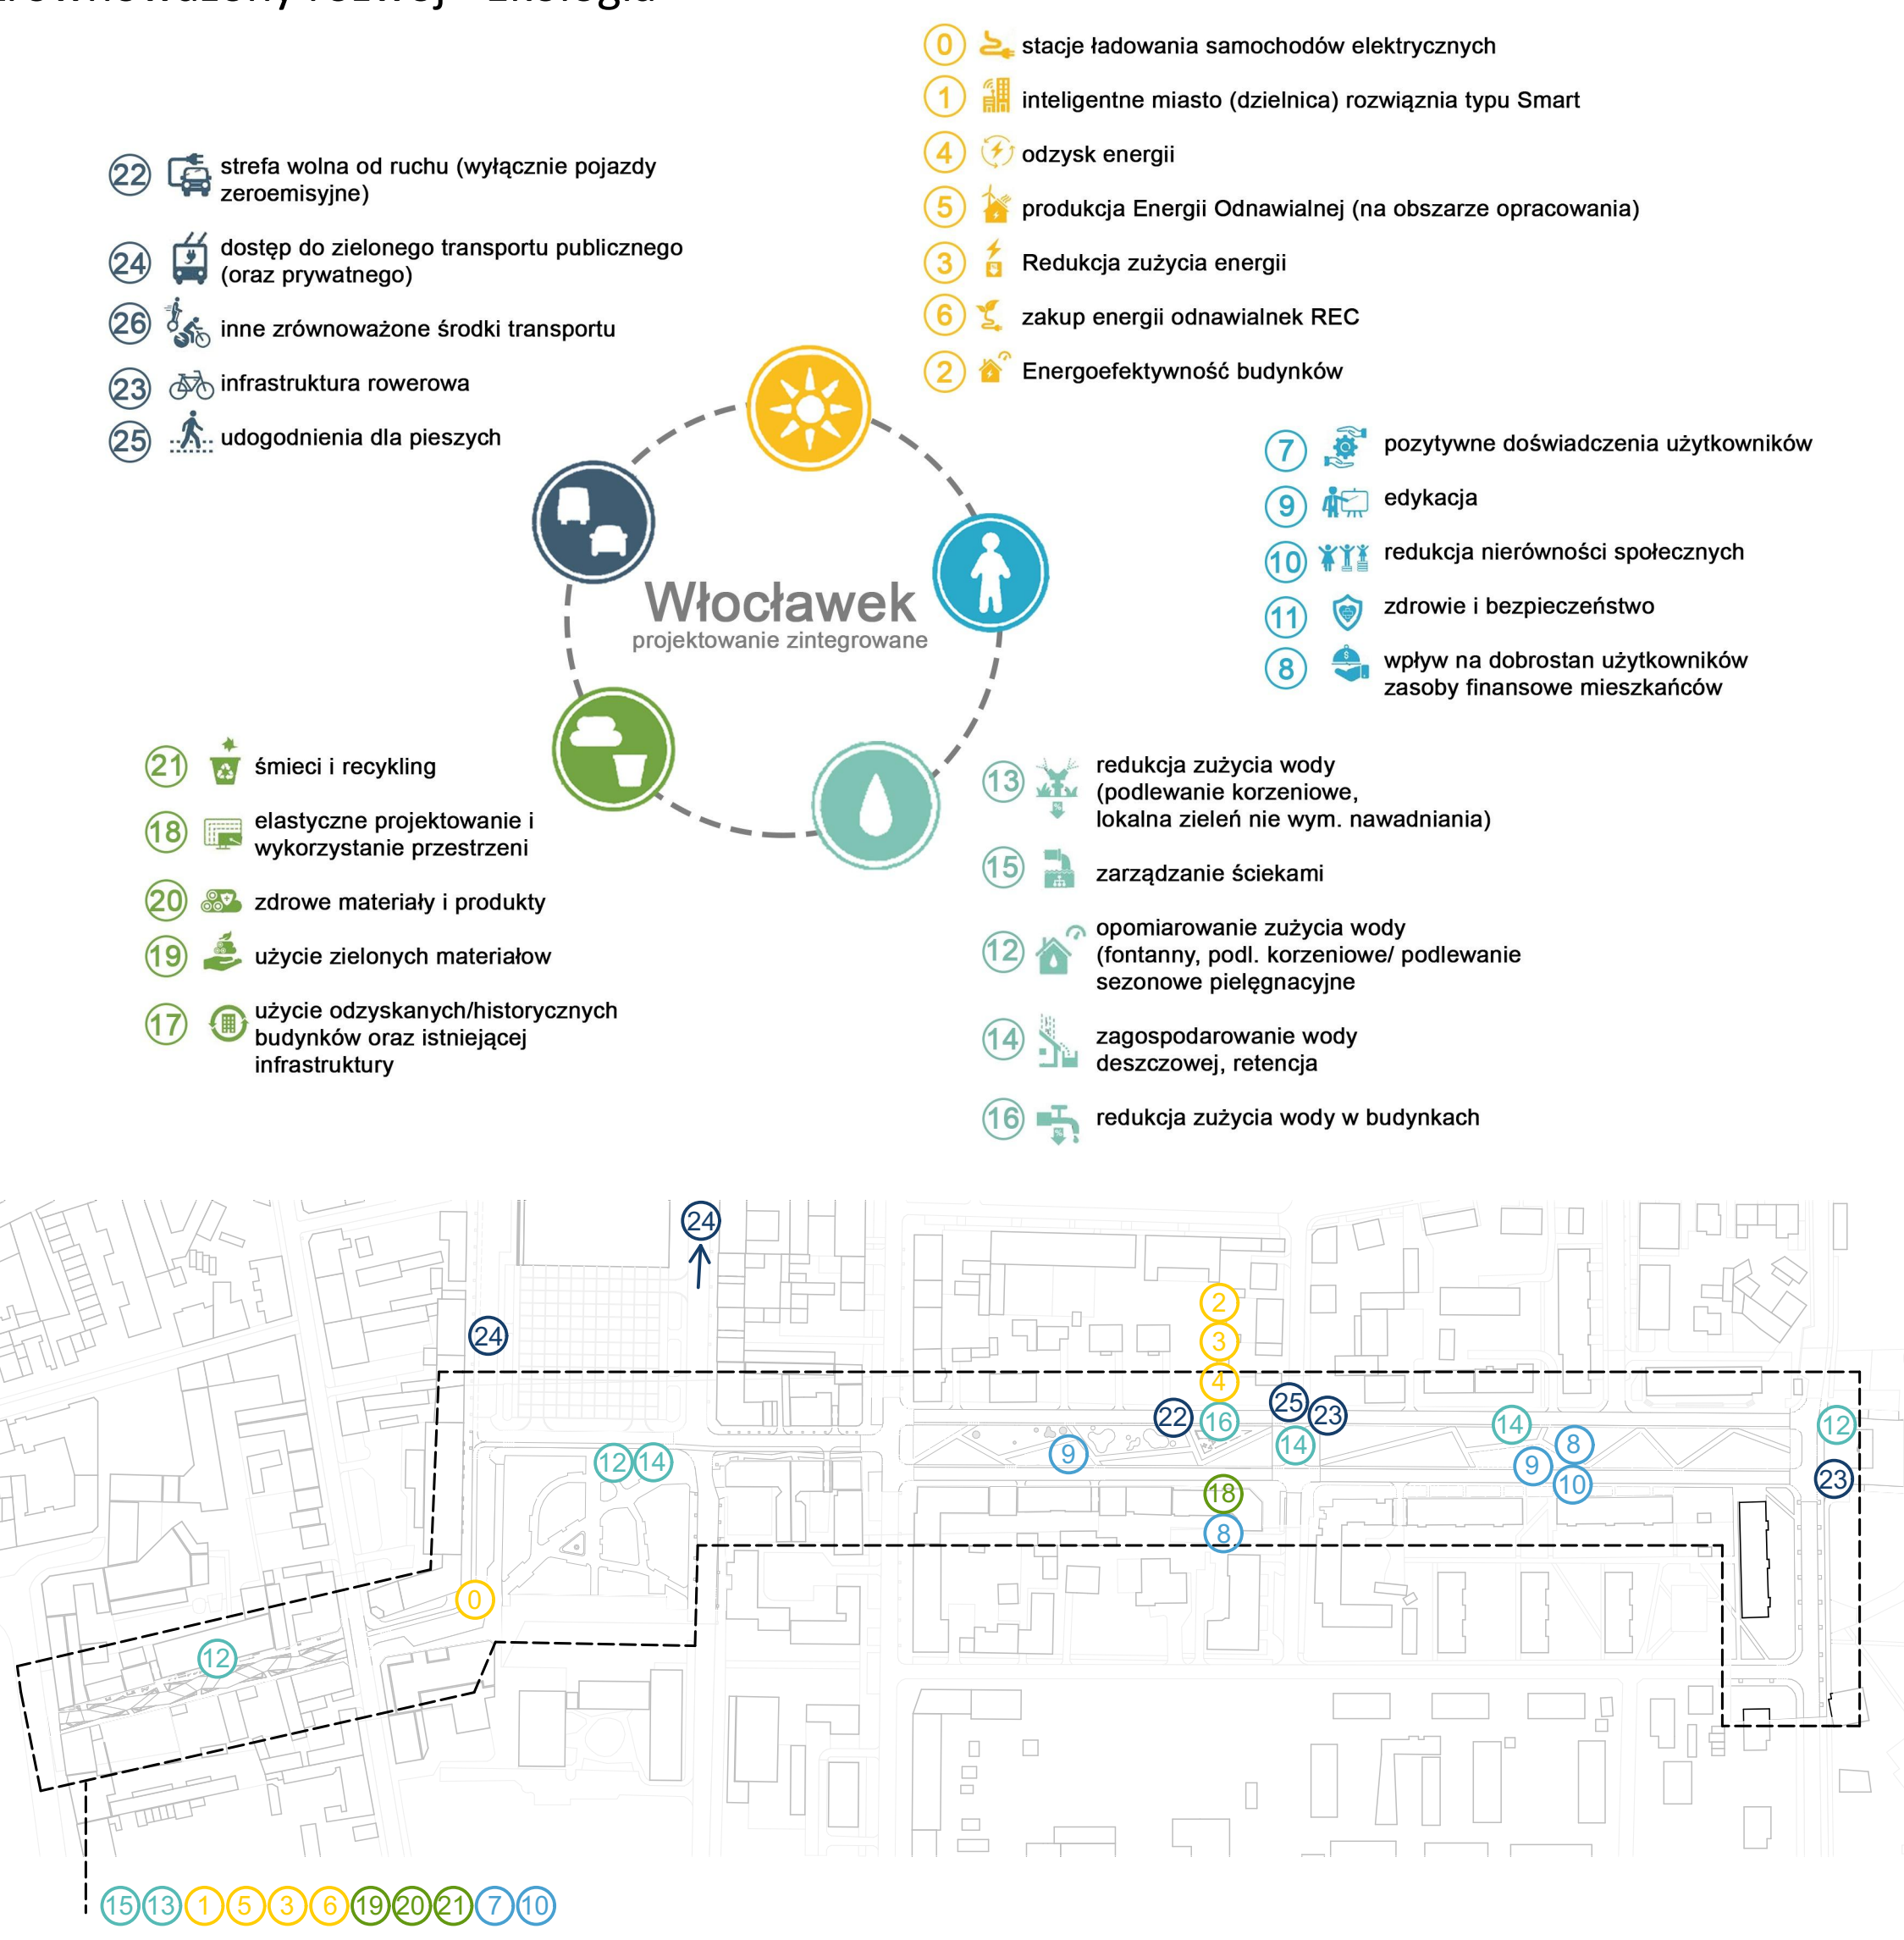 równoważony rozwój - Ekologia
0 stacje ładowania samochodów elektrycznych
1 inteligentne miasto (dzielnica) rozwiąznia typu Smart
4 odzysk energii
5 produkcja Energii Odnawialnej (na obszarze opracowania)
3 Redukcja zużycia energii
6 zakup energii odnawialnek REC
2 Energoefektywność budynków
22 strefa wolna od ruchu (wyłącznie pojazdy
zeroemisyjne)
24 dostęp do zielonego transportu publicznego
(oraz prywatnego)
26 inne zrównoważone środki transportu
23 infrastruktura rowerowa
25 udogodnienia dla pieszych
7 pozytywne doświadczenia użytkowników
9 edykacja
10 redukcja nierówności społecznych
11 zdrowie i bezpieczeństwo
8 wpływ na dobrostan użytkowników
zasoby finansowe mieszkańców
Włocławek
projektowanie zintegrowane
21 śmieci i recykling
18 elastyczne projektowanie i
wykorzystanie przestrzeni
20 zdrowe materiały i produkty
19 użycie zielonych materiałow
17 użycie odzyskanych/historycznych
budynków oraz istniejącej
infrastruktury
13 redukcja zużycia wody
(podlewanie korzeniowe,
lokalna zieleń nie wym. nawadniania)
15 zarządzanie ściekami
12 opomiarowanie zużycia wody
(fontanny, podl. korzeniowe/ podlewanie
sezonowe pielęgnacyjne
14 zagospodarowanie wody
deszczowej, retencja
16 redukcja zużycia wody w budynkach
24
2
24
3
4
25
22 16 23 14 12
14 8
9 9
12 14
23
10
18
8
0
12
15 13 1 5 3 6 19 20 21 7 10